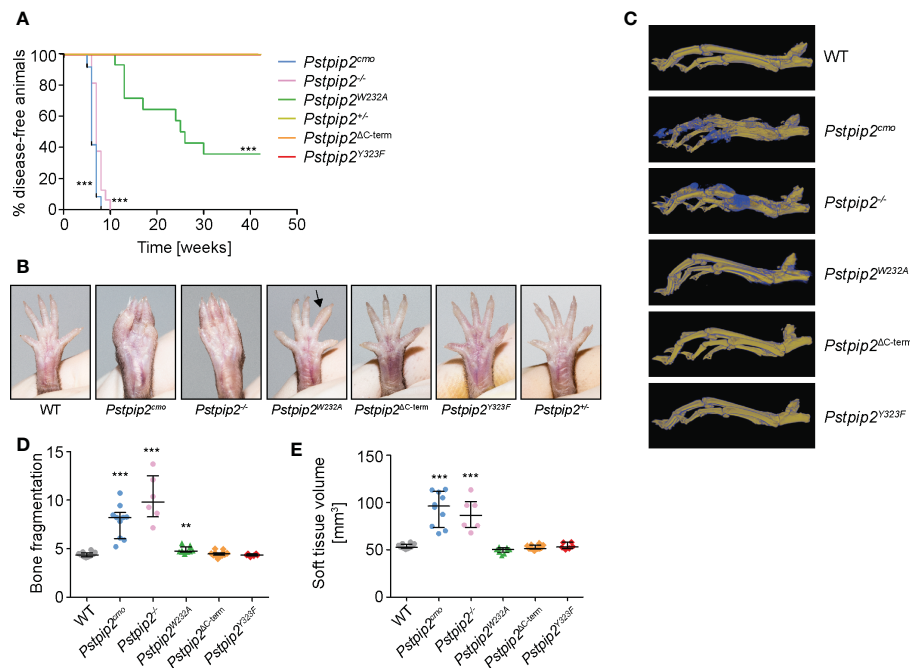 A
% disease-free animals
100
80
60
40
20
0
0 10 20 30 40 50
Time [weeks]
***
***
***
Pstpip2cmo
Pstpip2-/-
Pstpip2W232A
Pstpip2+/-
Pstpip2ΔC-term
Pstpip2Y323F
B
WT
Pstpip2cmo
Pstpip2-/-
Pstpip2W232A
Pstpip2ΔC-term
Pstpip2Y323F
Pstpip2+/-
C
WT
Pstpip2cmo
Pstpip2-/-
Pstpip2W232A
Pstpip2ΔC-term
Pstpip2Y323F
D
Bone fragmentation
15
10
5
0
***
***
**
WT
Pstpip2cmo
Pstpip2-/-
Pstpip2W232A
Pstpip2ΔC-term
Pstpip2Y323F
E
Soft tissue volume
[mm3]
150
100
50
0
***
***
WT
Pstpip2cmo
Pstpip2-/-
Pstpip2W232A
Pstpip2ΔC-term
Pstpip2Y323F